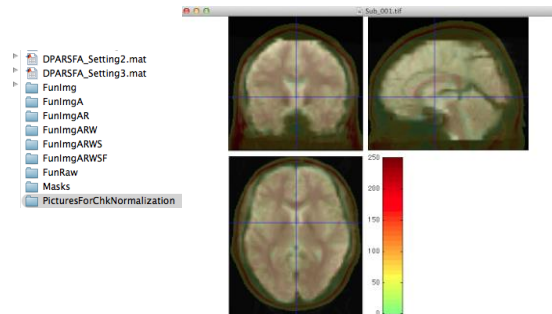 Sub_001.tif
DPARSFA_Setting2.mat
DPARSFA_Setting3.mat
FunImg
FunImgA
FunImgAR
FunImgARW
FunImgARWS
FunImgARWSF
FunRaw
Masks
PicturesForChkNormalization
250
200
150
100
50
0